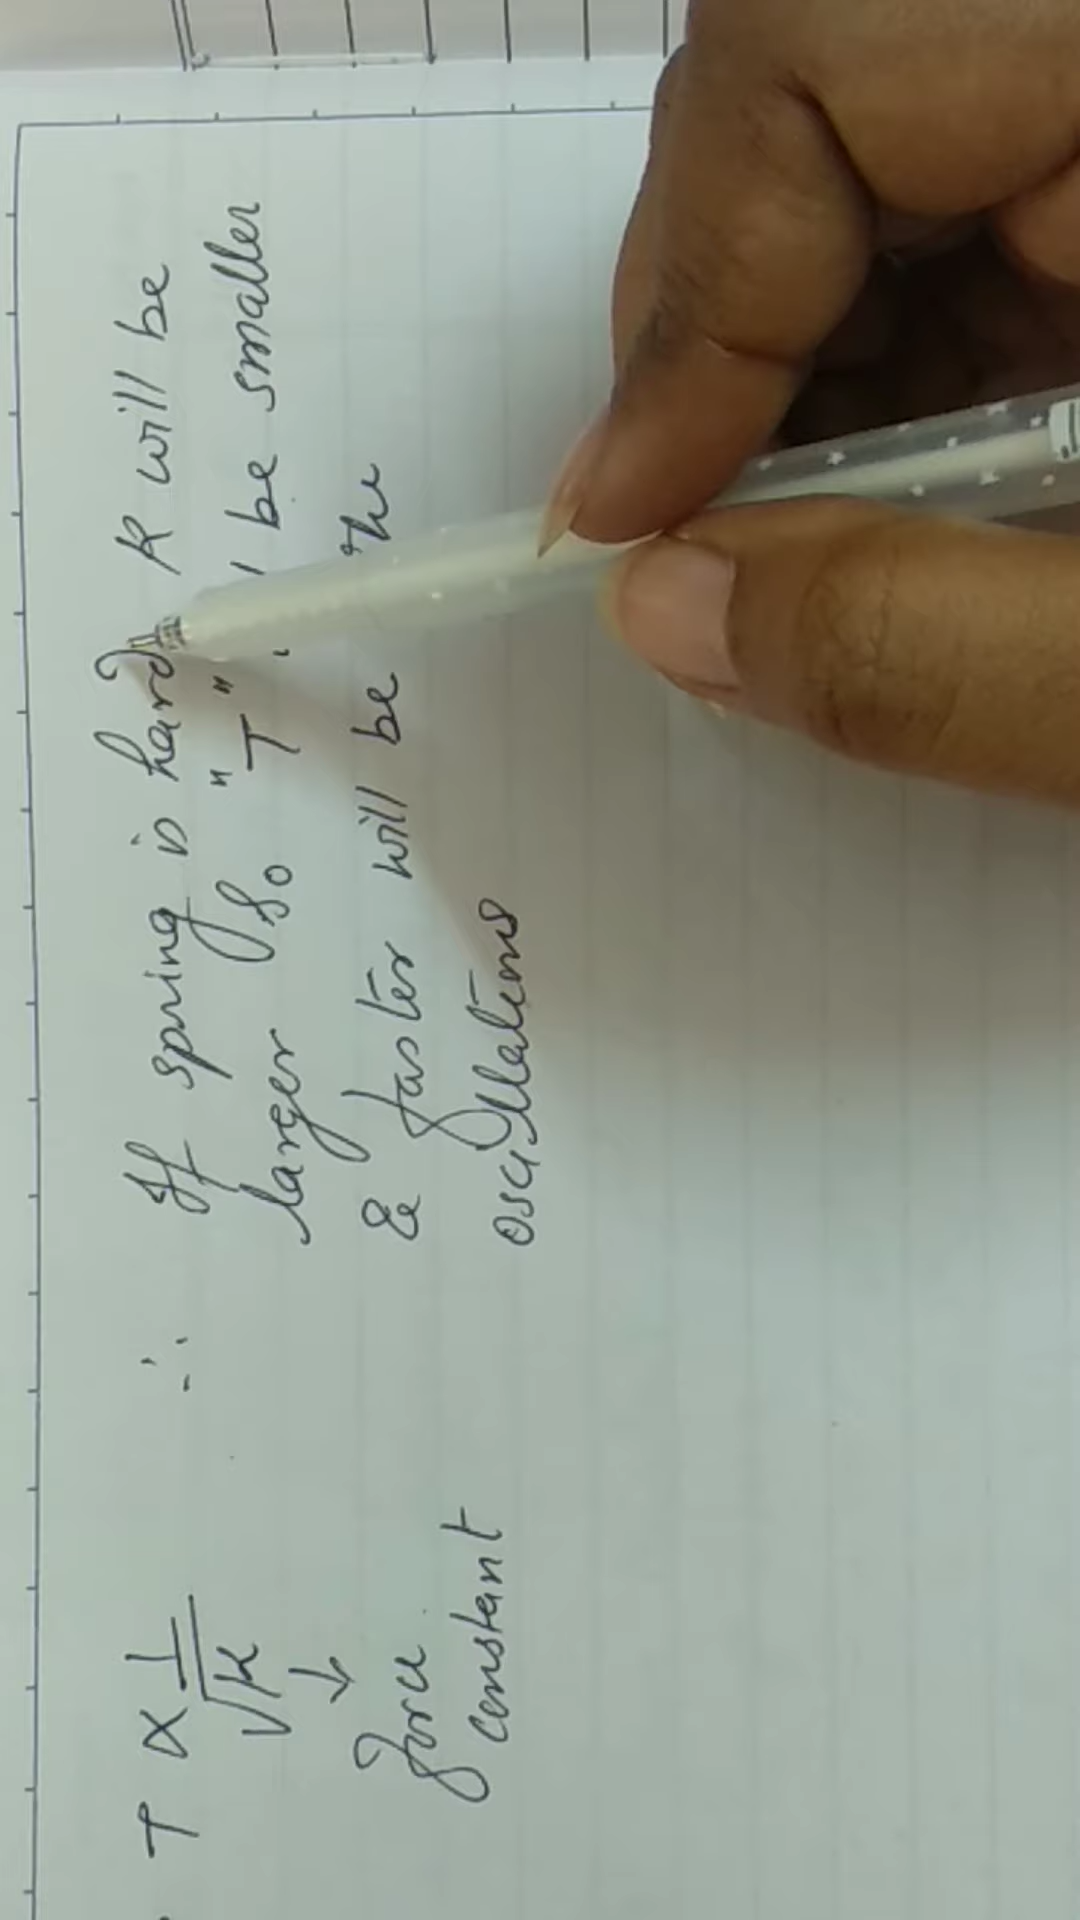 T ∝ 1/√K
↓
force
constant
∴ If spring is hard K will be
larger So "T" be smaller
& faster will be the
oscillations